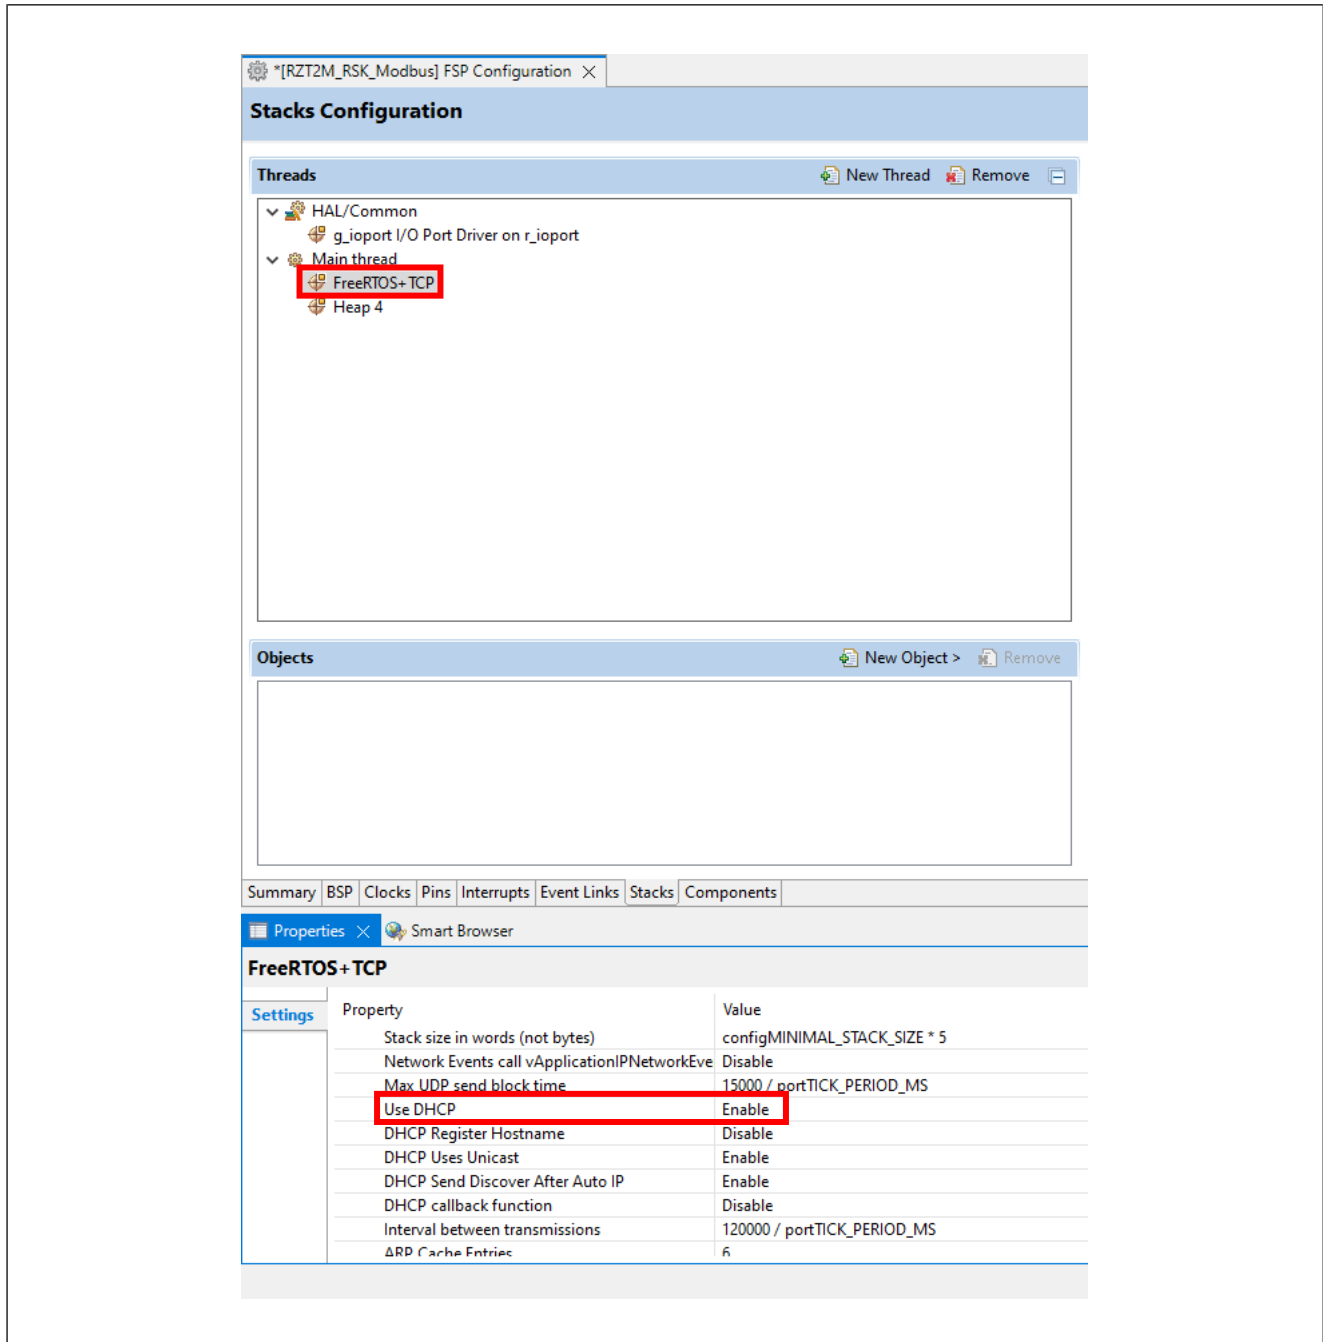 *[RZT2M_RSK_Modbus] FSP Configuration
Stacks Configuration
Threads New Thread Remove
HAL/Common
g_ioport I/O Port Driver on r_ioport
Main thread
FreeRTOS+TCP
Heap 4
Objects New Object > Remove
Summary BSP Clocks Pins Interrupts Event Links Stacks Components
Properties Smart Browser
FreeRTOS+TCP
Settings Property Value
Stack size in words (not bytes) configMINIMAL_STACK_SIZE * 5
Network Events call vApplicationIPNetworkEve Disable
Max UDP send block time 15000 / portTICK_PERIOD_MS
Use DHCP Enable
DHCP Register Hostname Disable
DHCP Uses Unicast Enable
DHCP Send Discover After Auto IP Enable
DHCP callback function Disable
Interval between transmissions 120000 / portTICK_PERIOD_MS
ARP Cache Entries 6